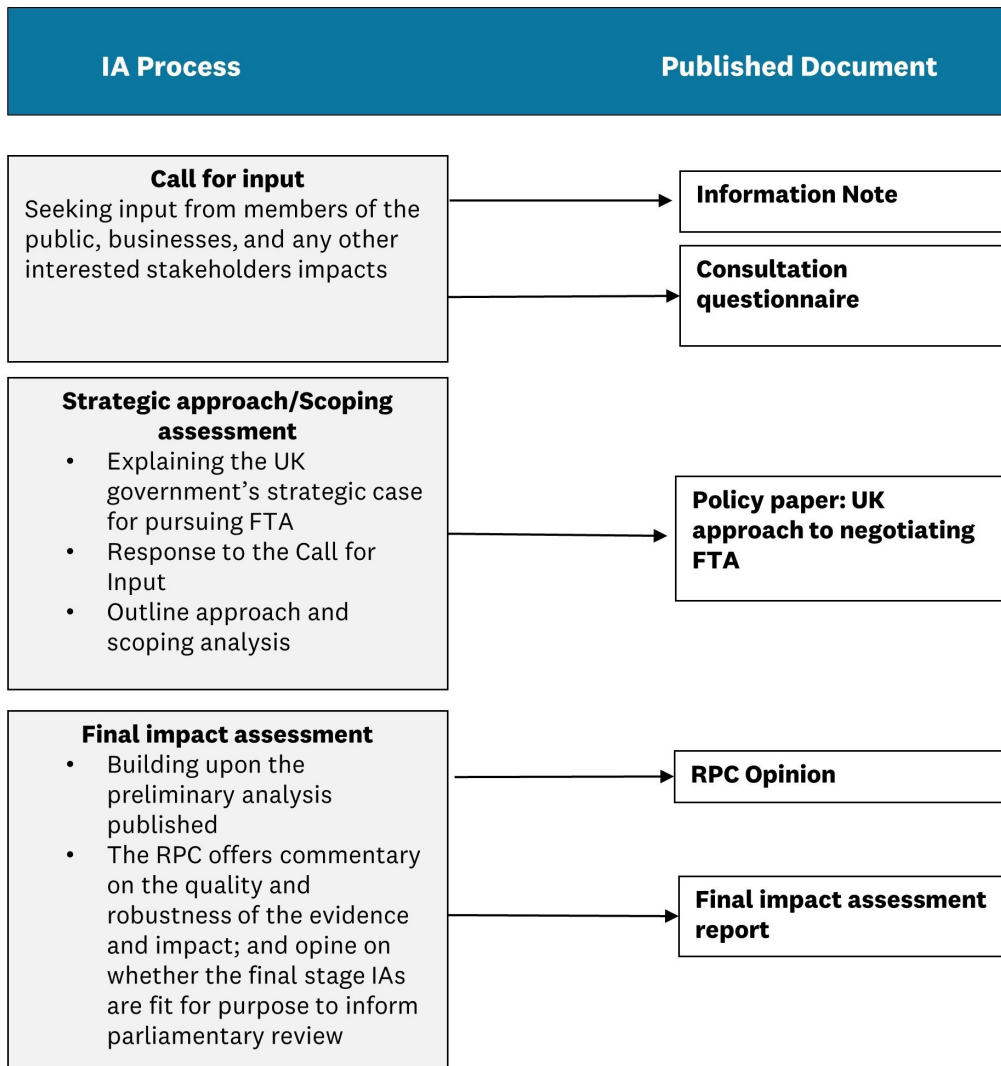 IA Process
Published Document
Call for input
Seeking input from members of the
public, businesses, and any other
interested stakeholders impacts
Information Note
Consultation
questionnaire
Strategic approach/Scoping
assessment
• Explaining the UK
government’s strategic case
for pursuing FTA
• Response to the Call for
Input
• Outline approach and
scoping analysis
Policy paper: UK
approach to negotiating
FTA
Final impact assessment
• Building upon the
preliminary analysis
published
• The RPC offers commentary
on the quality and
robustness of the evidence
and impact; and opine on
whether the final stage IAs
are fit for purpose to inform
parliamentary review
RPC Opinion
Final impact assessment
report